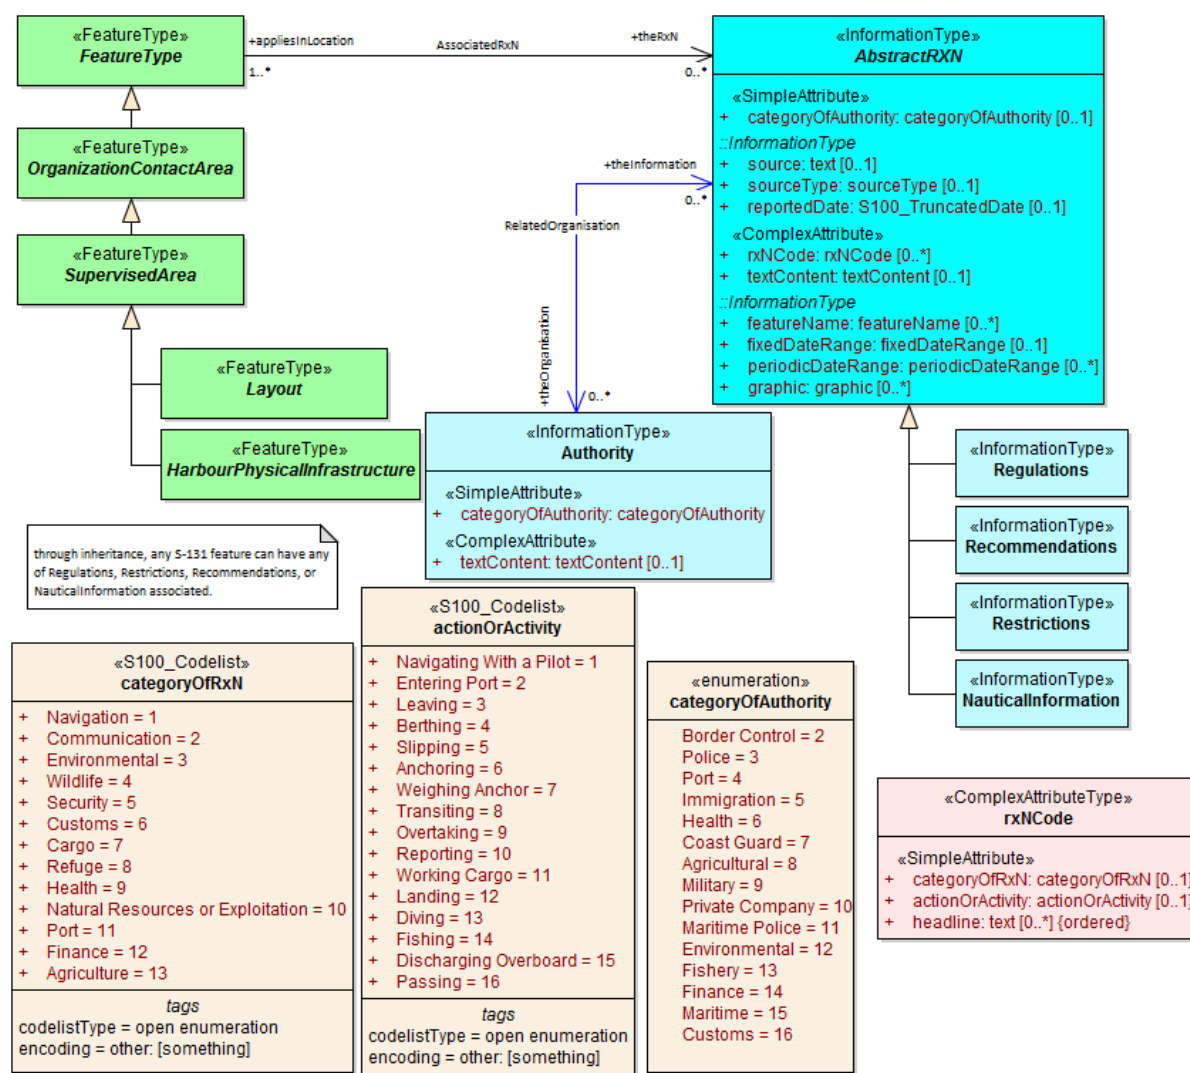 «FeatureType»
FeatureType
+appliesInLocation
AssociatedRxN
+theRxN
1..*
0..*
«InformationType»
AbstractRXN
«SimpleAttribute»
+ categoryOfAuthority: categoryOfAuthority [0..1]
::InformationType
+ source: text [0..1]
+ sourceType: sourceType [0..1]
+ reportedDate: S100_TruncatedDate [0..1]
«ComplexAttribute»
+ rxNCode: rxNCode [0..*]
+ textContent: textContent [0..1]
::InformationType
+ featureName: featureName [0..*]
+ fixedDateRange: fixedDateRange [0..1]
+ periodicDateRange: periodicDateRange [0..*]
+ graphic: graphic [0..*]
«FeatureType»
OrganizationContactArea
«FeatureType»
SupervisedArea
«FeatureType»
Layout
«FeatureType»
HarbourPhysicalInfrastructure
+theInformation
0..*
RelatedOrganisation
+theOrganisation
0..*
«InformationType»
Authority
«SimpleAttribute»
+ categoryOfAuthority: categoryOfAuthority
«ComplexAttribute»
+ textContent: textContent [0..1]
«InformationType»
Regulations
«InformationType»
Recommendations
«InformationType»
Restrictions
«InformationType»
NauticalInformation
through inheritance, any S-131 feature can have any
of Regulations, Restrictions, Recommendations, or
NauticalInformation associated.
«S100_Codelist»
categoryOfRxN
+ Navigation = 1
+ Communication = 2
+ Environmental = 3
+ Wildlife = 4
+ Security = 5
+ Customs = 6
+ Cargo = 7
+ Refuge = 8
+ Health = 9
+ Natural Resources or Exploitation = 10
+ Port = 11
+ Finance = 12
+ Agriculture = 13
tags
codelistType = open enumeration
encoding = other: [something]
«S100_Codelist»
actionOrActivity
+ Navigating With a Pilot = 1
+ Entering Port = 2
+ Leaving = 3
+ Berthing = 4
+ Slipping = 5
+ Anchoring = 6
+ Weighing Anchor = 7
+ Transiting = 8
+ Overtaking = 9
+ Reporting = 10
+ Working Cargo = 11
+ Landing = 12
+ Diving = 13
+ Fishing = 14
+ Discharging Overboard = 15
+ Passing = 16
tags
codelistType = open enumeration
encoding = other: [something]
«enumeration»
categoryOfAuthority
Border Control = 2
Police = 3
Port = 4
Immigration = 5
Health = 6
Coast Guard = 7
Agricultural = 8
Military = 9
Private Company = 10
Maritime Police = 11
Environmental = 12
Fishery = 13
Finance = 14
Maritime = 15
Customs = 16
«ComplexAttributeType»
rxNCode
«SimpleAttribute»
+ categoryOfRxN: categoryOfRxN [0..1]
+ actionOrActivity: actionOrActivity [0..1]
+ headline: text [0..*] {ordered}